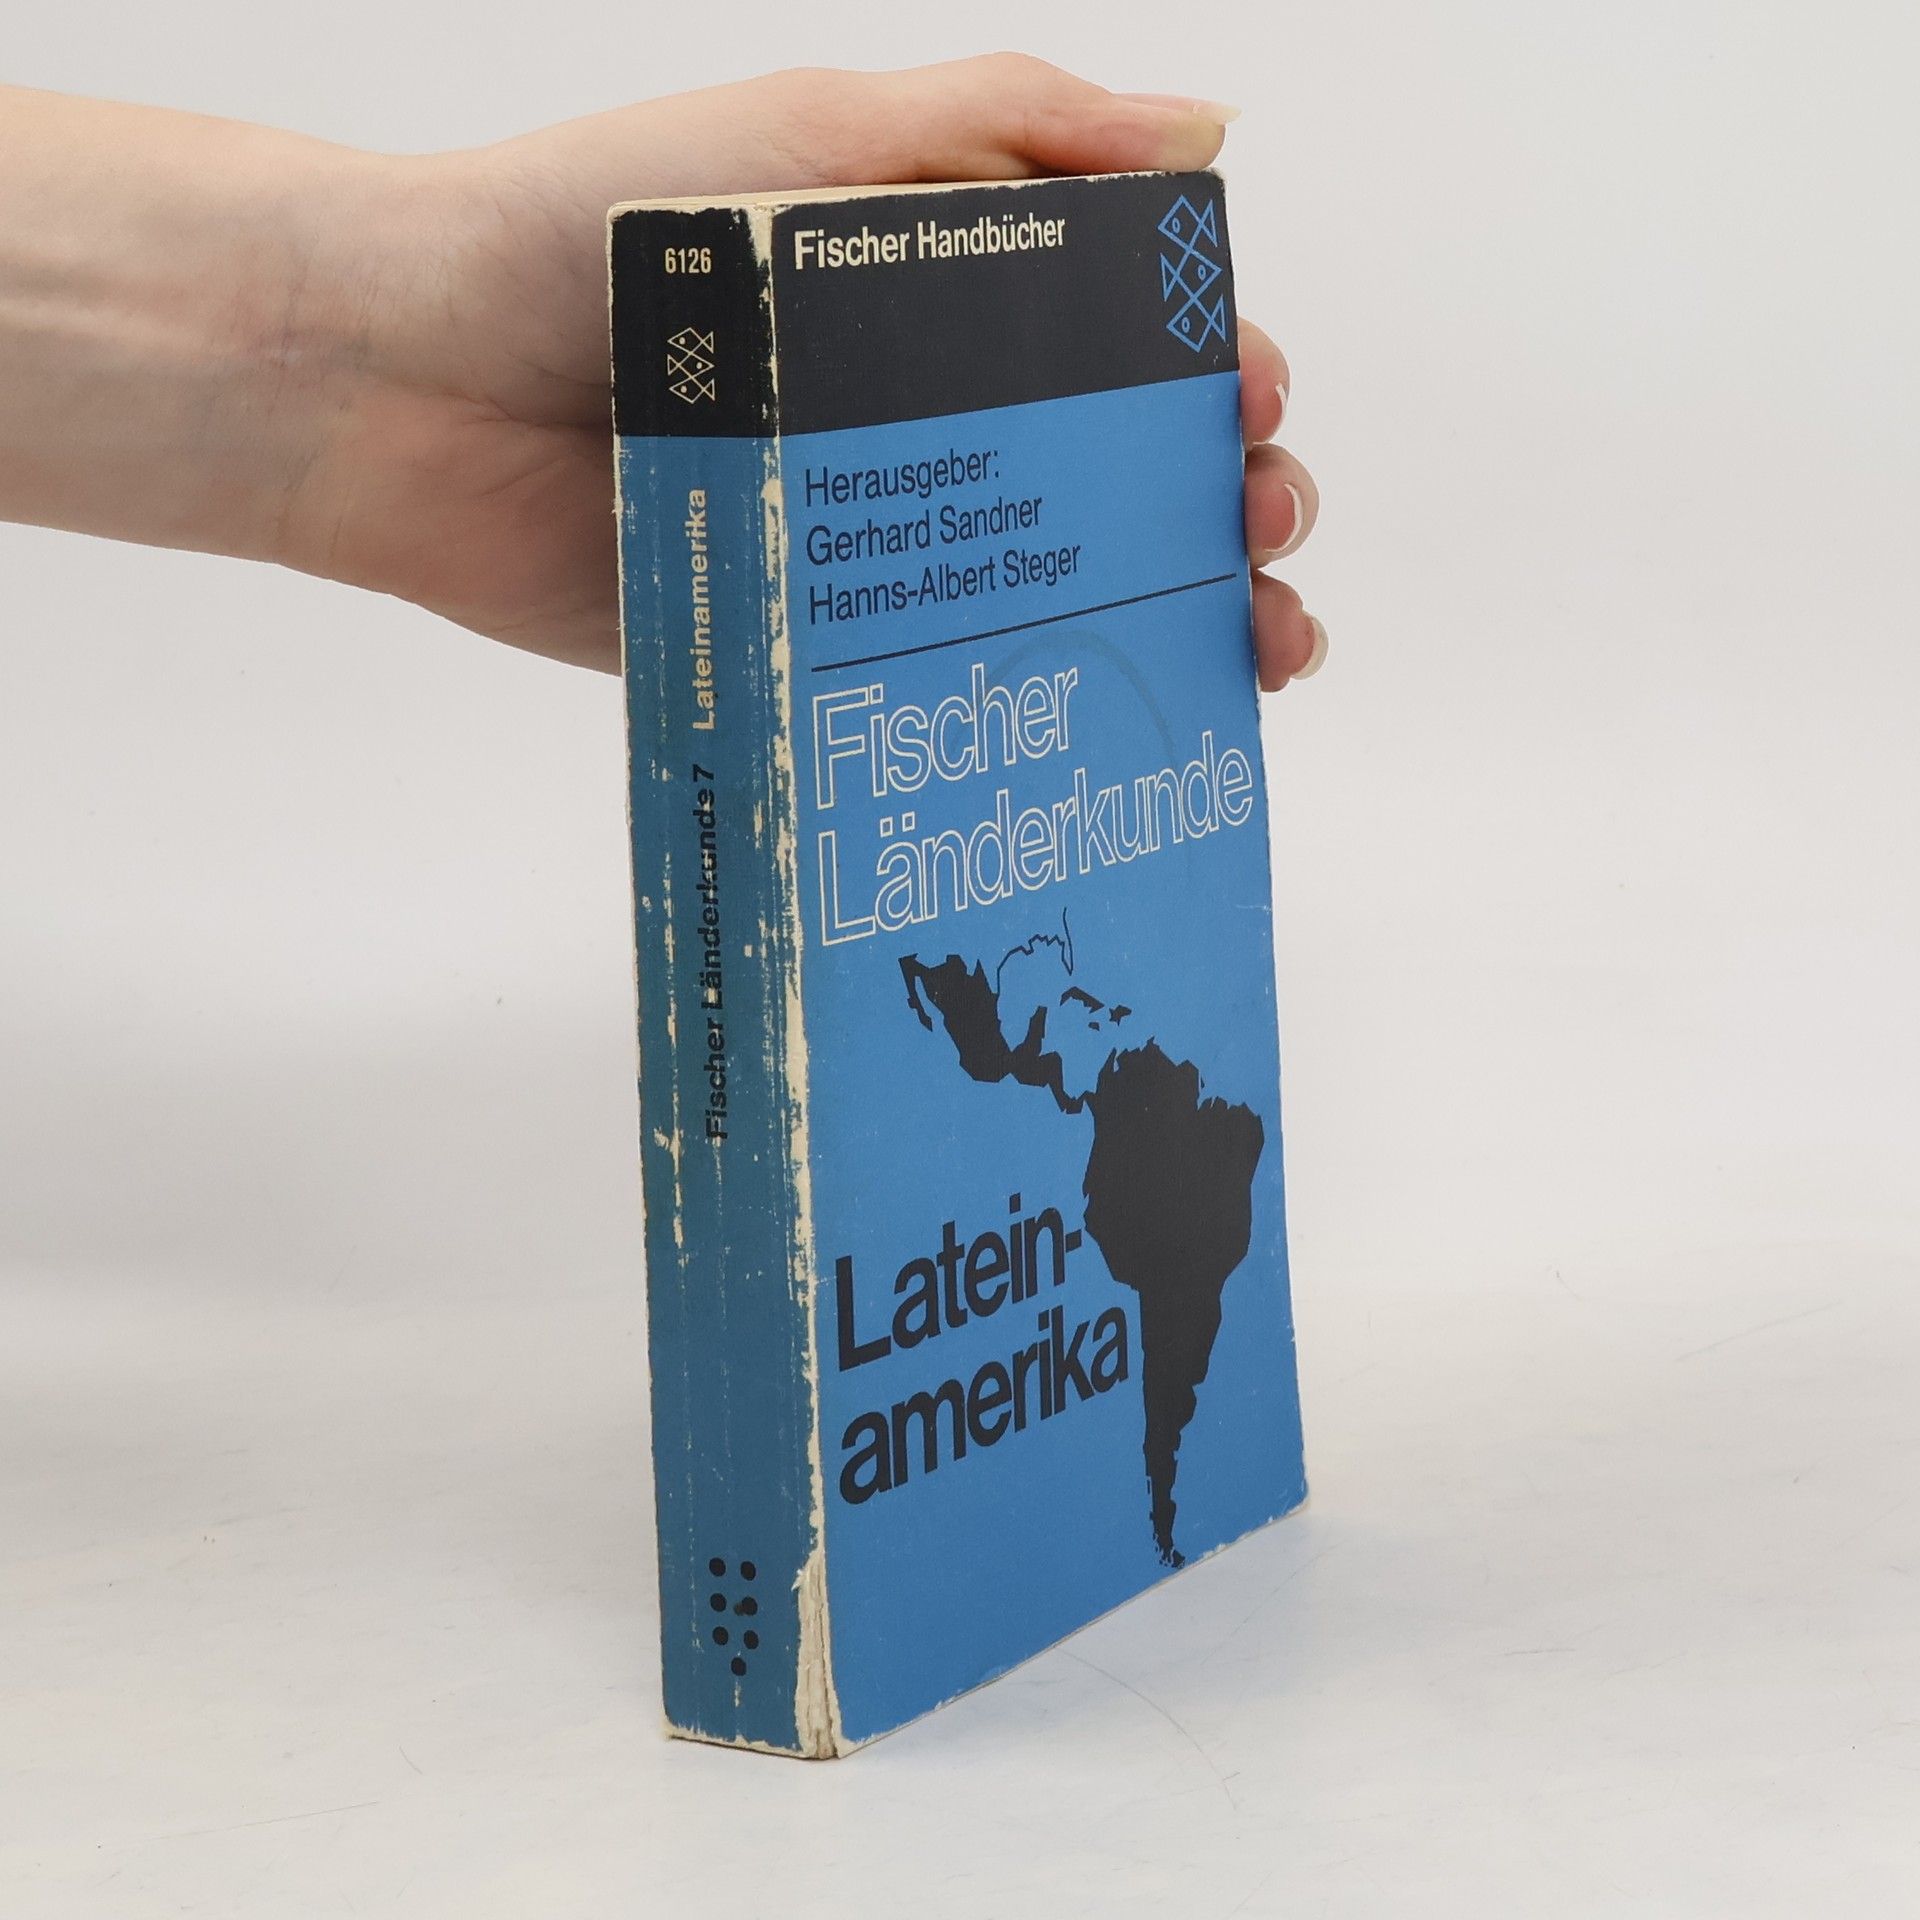 6126
Fischer Länderkunde 7 Lateinamerika
Fischer Handbücher
Herausgeber:
Gerhard Sandner
Hanns-Albert Steger
Fischer
Länderkunde
Latein-
amerika